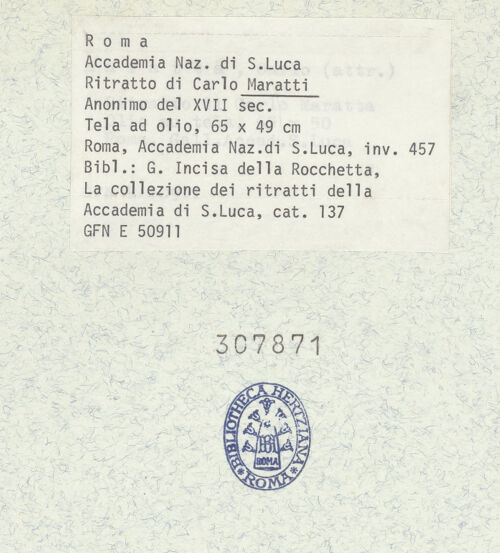 R o m a
Accademia Naz. di S.Luca
Ritratto di Carlo Maratti
Anonimo del XVII sec.
Tela ad olio, 65 x 49 cm
Roma, Accademia Naz.di S.Luca, inv. 457
Bibl.: G. Incisa della Rocchetta,
La collezione dei ritratti della
Accademia di S.Luca, cat. 137
GFN E 50911
307871
BIBLIOTHECA HERTZIANA
ROMA
* ROMA *